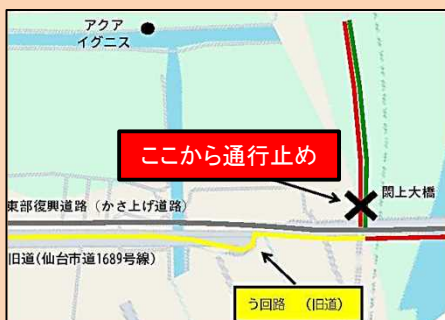 アクア
イグニス
ここから通行止め
閖上大橋
東部復興道路（かさ上げ道路）
旧道(仙台市道1689号線)
う回路　(旧道)